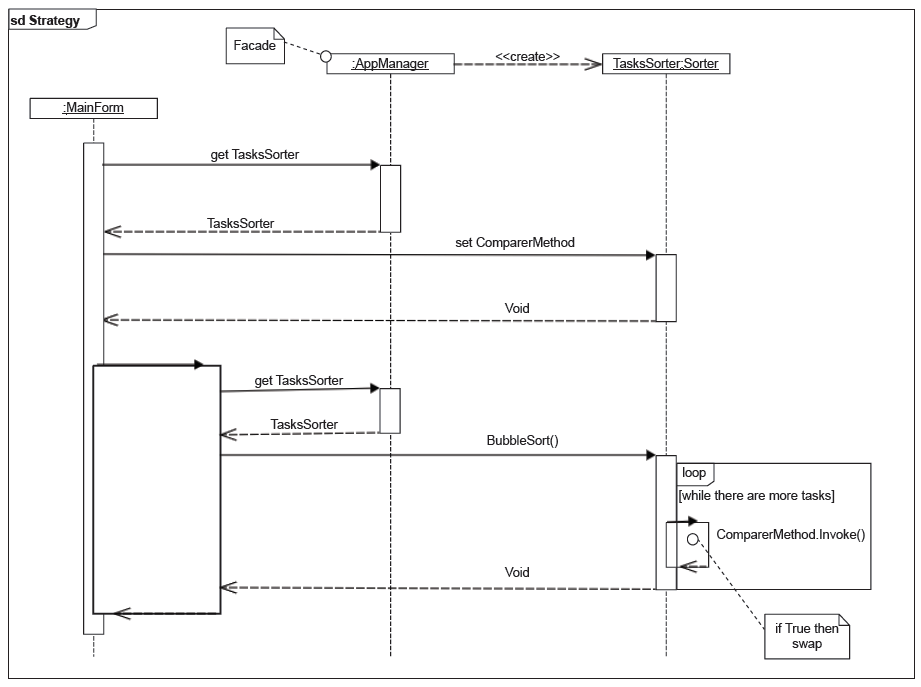 sd Strategy
Facade
:AppManager
<<create>>
TasksSorter:Sorter
:MainForm
get TasksSorter
TasksSorter
set ComparerMethod
Void
get TasksSorter
TasksSorter
BubbleSort()
loop
[while there are more tasks]
ComparerMethod.Invoke()
Void
if True then
swap